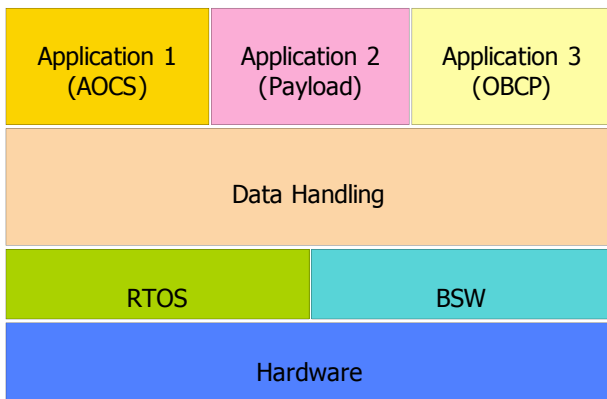 Application 1
(AOCS)
Application 2
(Payload)
Application 3
(OBCP)
Data Handling
RTOS
BSW
Hardware